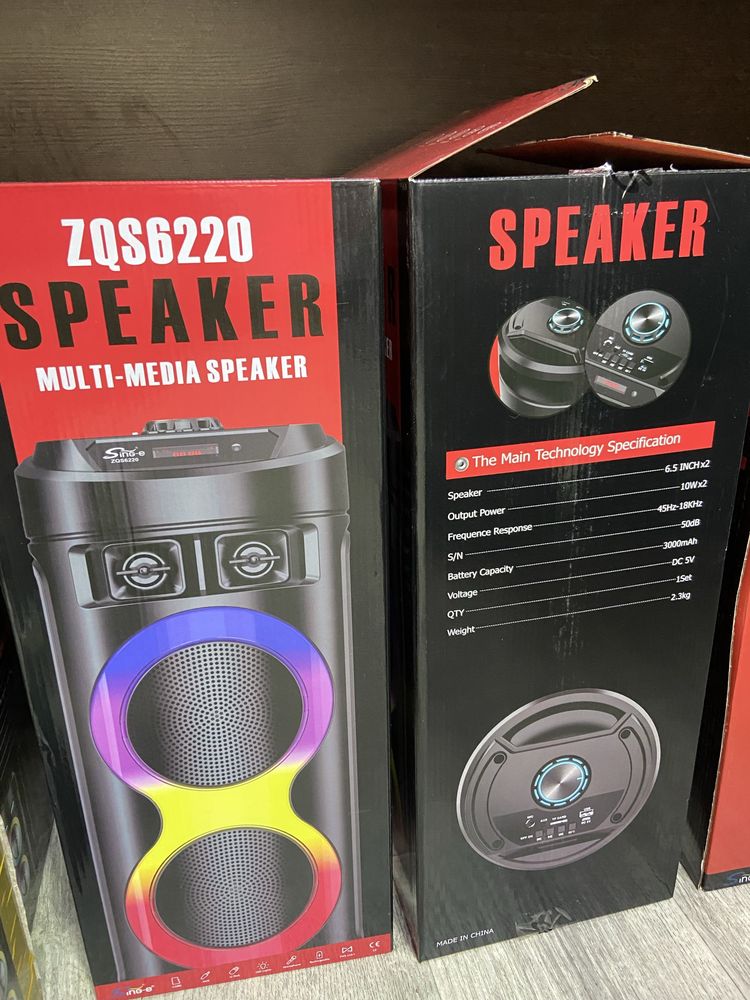 ZQS6220
SPEAKER
MULTI-MEDIA SPEAKER
Sing-e
ZQS6220
Sing-e
CE
SPEAKER
The Main Technology Specification
Speaker 6.5 INCHx2
Output Power 10Wx2
Frequence Response 45Hz-18KHz
S/N 50dB
Battery Capacity 3000mAh
Voltage DC 5V
QTY 1Set
Weight 2.3kg
MADE IN CHINA